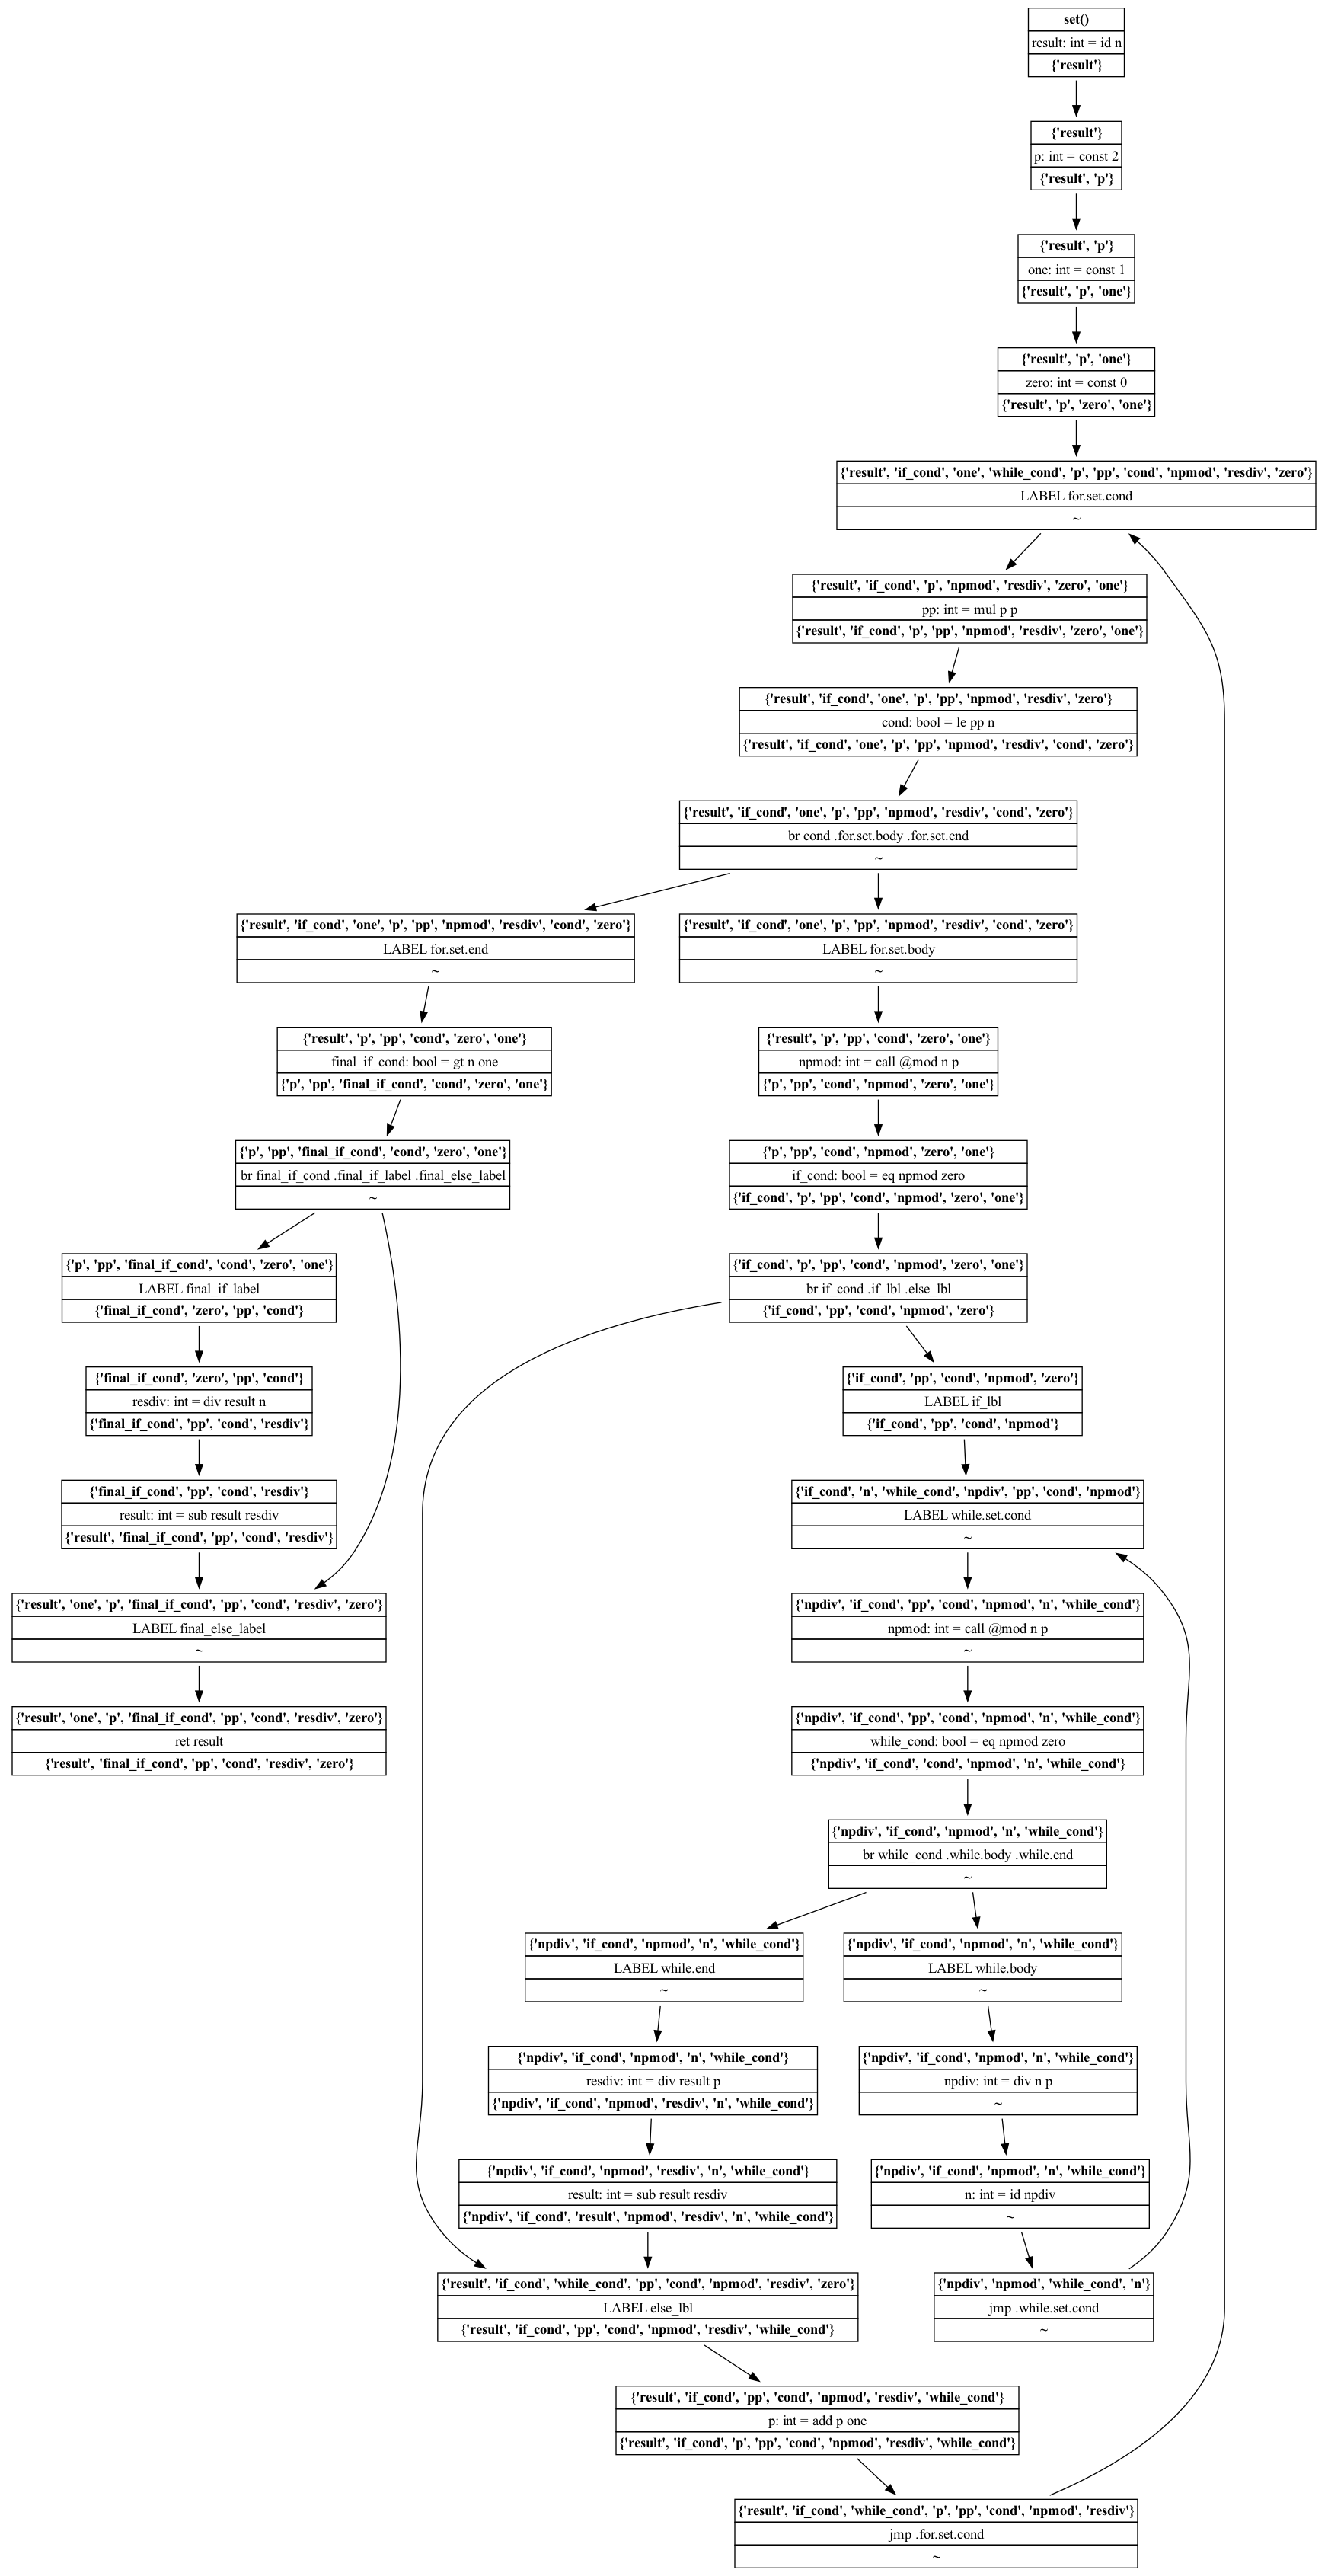 set()
result: int = id n
{'result'}
{'result'}
p: int = const 2
{'result', 'p'}
{'result', 'p'}
one: int = const 1
{'result', 'p', 'one'}
{'result', 'p', 'one'}
zero: int = const 0
{'result', 'p', 'zero', 'one'}
{'result', 'if_cond', 'one', 'while_cond', 'p', 'pp', 'cond', 'npmod', 'resdiv', 'zero'}
LABEL for.set.cond
~
{'result', 'if_cond', 'p', 'npmod', 'resdiv', 'zero', 'one'}
pp: int = mul p p
{'result', 'if_cond', 'p', 'pp', 'npmod', 'resdiv', 'zero', 'one'}
{'result', 'if_cond', 'one', 'p', 'pp', 'npmod', 'resdiv', 'zero'}
cond: bool = le pp n
{'result', 'if_cond', 'one', 'p', 'pp', 'npmod', 'resdiv', 'cond', 'zero'}
{'result', 'if_cond', 'one', 'p', 'pp', 'npmod', 'resdiv', 'cond', 'zero'}
br cond .for.set.body .for.set.end
~
{'result', 'if_cond', 'one', 'p', 'pp', 'npmod', 'resdiv', 'cond', 'zero'}
LABEL for.set.end
~
{'result', 'if_cond', 'one', 'p', 'pp', 'npmod', 'resdiv', 'cond', 'zero'}
LABEL for.set.body
~
{'result', 'p', 'pp', 'cond', 'zero', 'one'}
final_if_cond: bool = gt n one
{'p', 'pp', 'final_if_cond', 'cond', 'zero', 'one'}
{'result', 'p', 'pp', 'cond', 'zero', 'one'}
npmod: int = call @mod n p
{'p', 'pp', 'cond', 'npmod', 'zero', 'one'}
{'p', 'pp', 'final_if_cond', 'cond', 'zero', 'one'}
br final_if_cond .final_if_label .final_else_label
~
{'p', 'pp', 'cond', 'npmod', 'zero', 'one'}
if_cond: bool = eq npmod zero
{'if_cond', 'p', 'pp', 'cond', 'npmod', 'zero', 'one'}
{'p', 'pp', 'final_if_cond', 'cond', 'zero', 'one'}
LABEL final_if_label
{'final_if_cond', 'zero', 'pp', 'cond'}
{'if_cond', 'p', 'pp', 'cond', 'npmod', 'zero', 'one'}
br if_cond .if_lbl .else_lbl
{'if_cond', 'pp', 'cond', 'npmod', 'zero'}
{'final_if_cond', 'zero', 'pp', 'cond'}
resdiv: int = div result n
{'final_if_cond', 'pp', 'cond', 'resdiv'}
{'if_cond', 'pp', 'cond', 'npmod', 'zero'}
LABEL if_lbl
{'if_cond', 'pp', 'cond', 'npmod'}
{'final_if_cond', 'pp', 'cond', 'resdiv'}
result: int = sub result resdiv
{'result', 'final_if_cond', 'pp', 'cond', 'resdiv'}
{'if_cond', 'n', 'while_cond', 'npdiv', 'pp', 'cond', 'npmod'}
LABEL while.set.cond
~
{'result', 'one', 'p', 'final_if_cond', 'pp', 'cond', 'resdiv', 'zero'}
LABEL final_else_label
~
{'npdiv', 'if_cond', 'pp', 'cond', 'npmod', 'n', 'while_cond'}
npmod: int = call @mod n p
~
{'result', 'one', 'p', 'final_if_cond', 'pp', 'cond', 'resdiv', 'zero'}
ret result
{'result', 'final_if_cond', 'pp', 'cond', 'resdiv', 'zero'}
{'npdiv', 'if_cond', 'pp', 'cond', 'npmod', 'n', 'while_cond'}
while_cond: bool = eq npmod zero
{'npdiv', 'if_cond', 'cond', 'npmod', 'n', 'while_cond'}
{'npdiv', 'if_cond', 'npmod', 'n', 'while_cond'}
br while_cond .while.body .while.end
~
{'npdiv', 'if_cond', 'npmod', 'n', 'while_cond'}
LABEL while.end
~
{'npdiv', 'if_cond', 'npmod', 'n', 'while_cond'}
LABEL while.body
~
{'npdiv', 'if_cond', 'npmod', 'n', 'while_cond'}
resdiv: int = div result p
{'npdiv', 'if_cond', 'npmod', 'resdiv', 'n', 'while_cond'}
{'npdiv', 'if_cond', 'npmod', 'n', 'while_cond'}
npdiv: int = div n p
~
{'npdiv', 'if_cond', 'npmod', 'resdiv', 'n', 'while_cond'}
result: int = sub result resdiv
{'npdiv', 'if_cond', 'result', 'npmod', 'resdiv', 'n', 'while_cond'}
{'npdiv', 'if_cond', 'npmod', 'n', 'while_cond'}
n: int = id npdiv
~
{'result', 'if_cond', 'while_cond', 'pp', 'cond', 'npmod', 'resdiv', 'zero'}
LABEL else_lbl
{'result', 'if_cond', 'pp', 'cond', 'npmod', 'resdiv', 'while_cond'}
{'npdiv', 'npmod', 'while_cond', 'n'}
jmp .while.set.cond
~
{'result', 'if_cond', 'pp', 'cond', 'npmod', 'resdiv', 'while_cond'}
p: int = add p one
{'result', 'if_cond', 'p', 'pp', 'cond', 'npmod', 'resdiv', 'while_cond'}
{'result', 'if_cond', 'while_cond', 'p', 'pp', 'cond', 'npmod', 'resdiv'}
jmp .for.set.cond
~